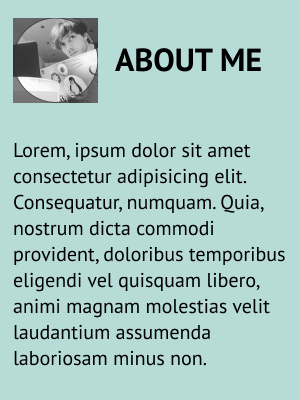 ABOUT ME
Lorem, ipsum dolor sit amet
consectetur adipisicing elit.
Consequatur, numquam. Quia,
nostrum dicta commodi
provident, doloribus temporibus
eligendi vel quisquam libero,
animi magnam molestias velit
laudantium assumenda
laboriosam minus non.